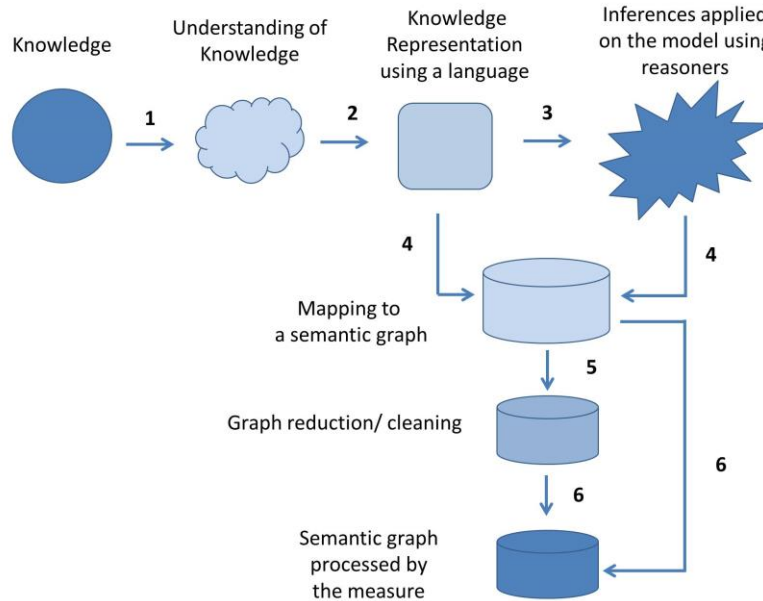 Knowledge
Understanding of
Knowledge
Knowledge
Representation
using a language
Inferences applied
on the model using
reasoners
1
2
3
4
4
Mapping to
a semantic graph
5
Graph reduction/ cleaning
6
6
Semantic graph
processed by
the measure